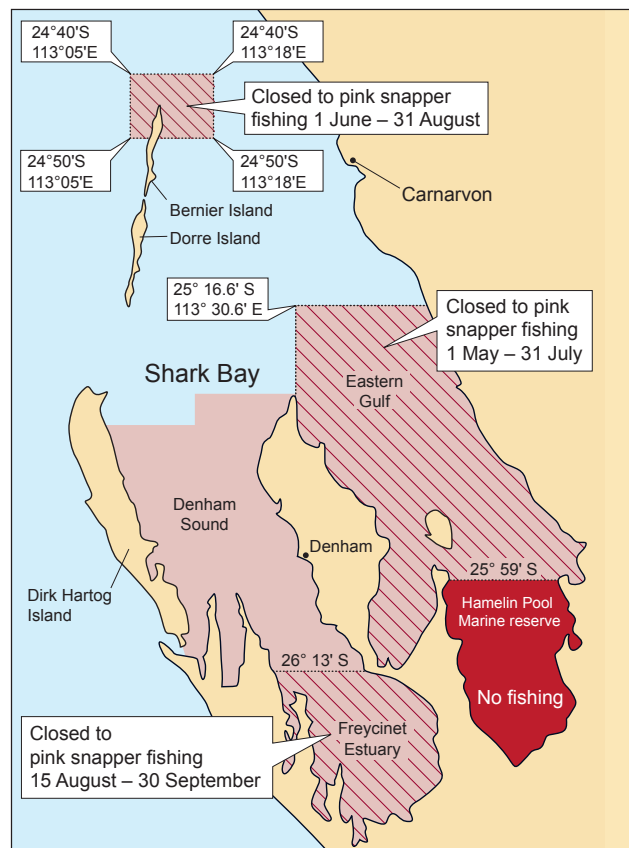 24°40'S
113°05'E
24°40'S
113°18'E
Closed to pink snapper
fishing 1 June – 31 August
24°50'S
113°05'E
24°50'S
113°18'E
Carnarvon
Bernier Island
Dorre Island
25° 16.6' S
113° 30.6' E
Closed to pink
snapper fishing
1 May – 31 July
Shark Bay
Eastern
Gulf
Denham
Sound
Denham
25° 59' S
Dirk Hartog
Island
Hamelin Pool
Marine reserve
26° 13' S
No fishing
Closed to
pink snapper fishing
15 August – 30 September
Freycinet
Estuary